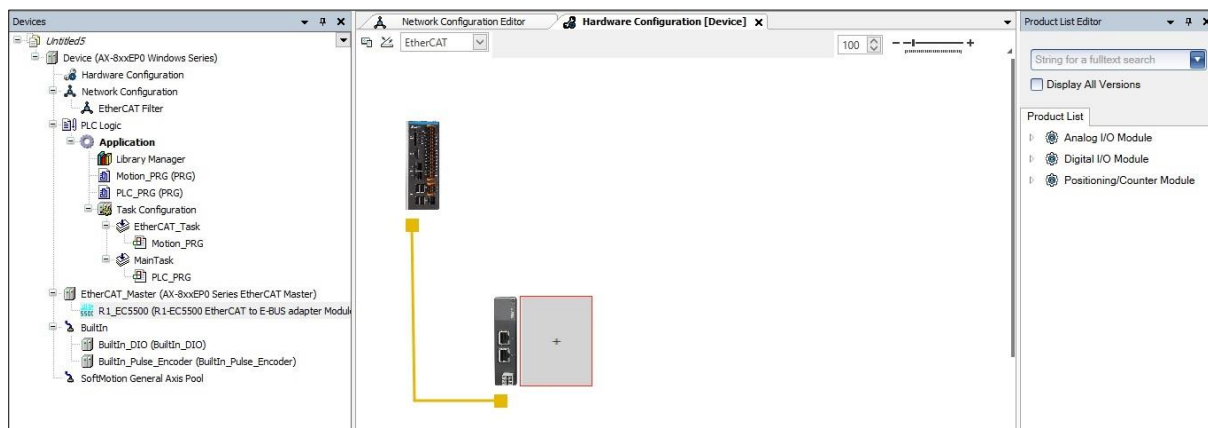 Devices
Untitled5
Device (AX-8xxEP0 Windows Series)
Hardware Configuration
Network Configuration
EtherCAT Filter
PLC Logic
Application
Library Manager
Motion_PRG (PRG)
PLC_PRG (PRG)
Task Configuration
EtherCAT_Task
Motion_PRG
MainTask
PLC_PRG
EtherCAT_Master (AX-8xxEP0 Series EtherCAT Master)
R1_EC5500 (R1-EC5500 EtherCAT to E-BUS adapter Modul
BuiltIn
BuiltIn_DIO (BuiltIn_DIO)
BuiltIn_Pulse_Encoder (BuiltIn_Pulse_Encoder)
SoftMotion General Axis Pool
Network Configuration Editor
Hardware Configuration [Device]
EtherCAT
100
Product List Editor
String for a fulltext search
Display All Versions
Product List
Analog I/O Module
Digital I/O Module
Positioning/Counter Module